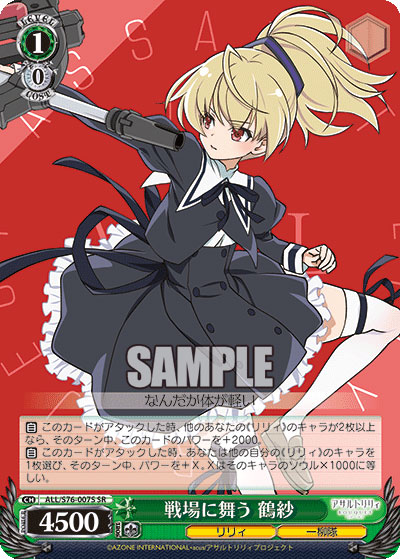 LEVEL
1
0
COST
ASSAULT LILY
SAMPLE
なんだか体が軽い
自 このカードがアタックした時、他のあなたの《リリィ》のキャラが2枚以上
なら、そのターン中、このカードのパワーを+2000。
自 このカードがアタックした時、あなたは他の自分の《リリィ》のキャラを
1枚選び、そのターン中、パワーを+X。Xはそのキャラのソウル×1000に等
しい。
CH ALL/S76-007S SR
4500
戦場に舞う 鶴紗
アサルトリリィ
BOUQUET
リリィ
一柳隊
©AZONE INTERNATIONAL・acus/アサルトリリィプロジェクト